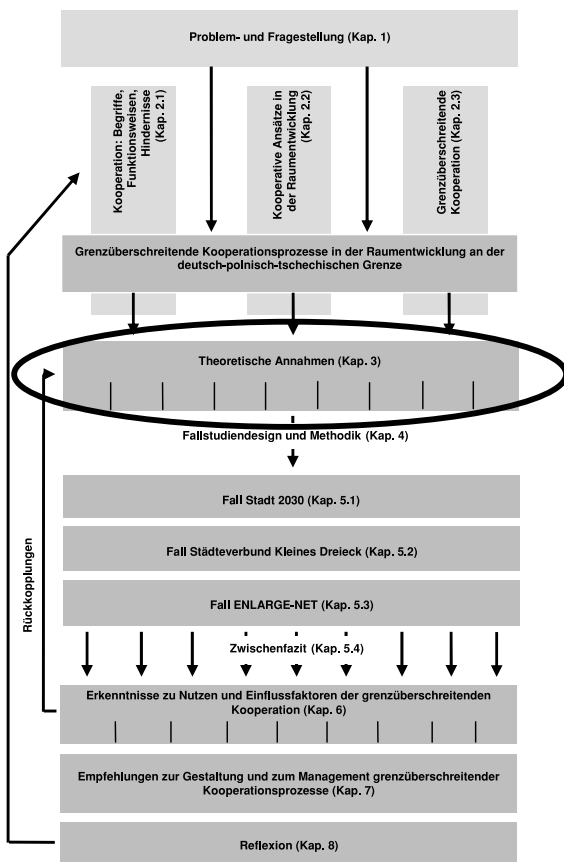 Problem- und Fragestellung (Kap. 1)
Kooperation: Begriffe,
Funktionsweisen,
Hindernisse
(Kap. 2.1)
Kooperative Ansätze in
der Raumentwicklung
(Kap. 2.2)
Grenzüberschreitende
Kooperation (Kap. 2.3)
Grenzüberschreitende Kooperationsprozesse in der Raumentwicklung an der
deutsch-polnisch-tschechischen Grenze
Theoretische Annahmen (Kap. 3)
Fallstudiendesign und Methodik (Kap. 4)
Fall Stadt 2030 (Kap. 5.1)
Fall Städteverbund Kleines Dreieck (Kap. 5.2)
Fall ENLARGE-NET (Kap. 5.3)
Zwischenfazit (Kap. 5.4)
Rückkopplungen
Erkenntnisse zu Nutzen und Einflussfaktoren der grenzüberschreitenden
Kooperation (Kap. 6)
Empfehlungen zur Gestaltung und zum Management grenzüberschreitender
Kooperationsprozesse (Kap. 7)
Reflexion (Kap. 8)